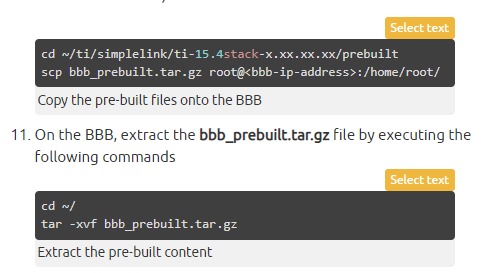 Select text
cd ~/ti/simplelink/ti-15.4stack-x.xx.xx.xx/prebuilt
scp bbb_prebuilt.tar.gz root@<bbb-ip-address>:/home/root/
Copy the pre-built files onto the BBB
11. On the BBB, extract the bbb_prebuilt.tar.gz file by executing the
following commands
Select text
cd ~/
tar -xvf bbb_prebuilt.tar.gz
Extract the pre-built content